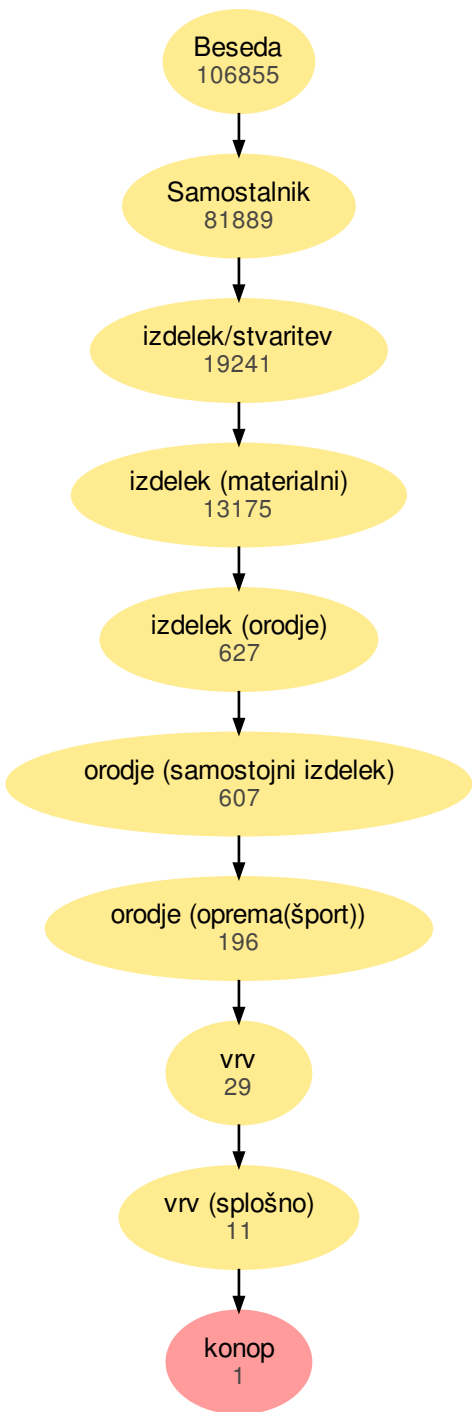 Beseda
106855
Samostalnik
81889
izdelek/stvaritev
19241
izdelek (materialni)
13175
izdelek (orodje)
627
orodje (samostojni izdelek)
607
orodje (oprema(šport))
196
vrv
29
vrv (splošno)
11
konop
1